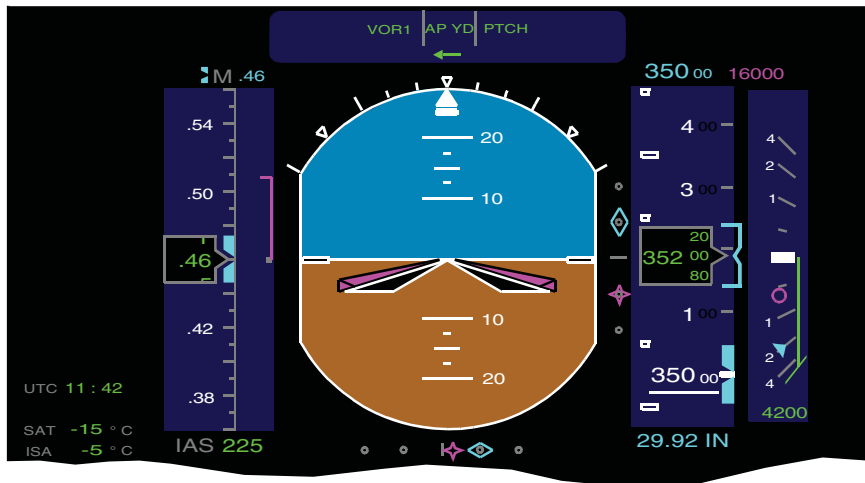 VOR1 AP YD PTCH
M .46
350 00 16000
.54
.50
.46
.42
.38
20
10
10
20
4 00
3 00
20
352 00
80
1 00
350 00
4
2
1
1
2
4
4200
UTC 11 : 42
SAT -15 ° C
ISA -5 ° C
IAS 225
29.92 IN